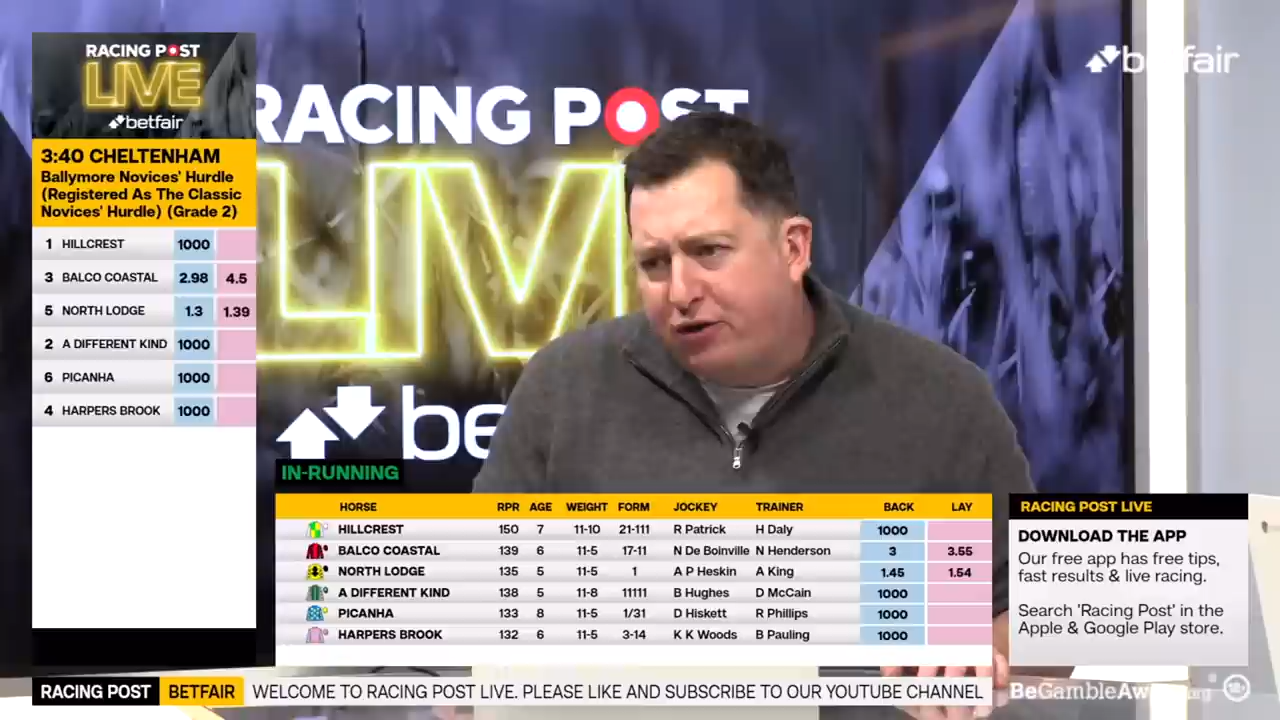 RACING POST
LIVE
betfair
3:40 CHELTENHAM
Ballymore Novices' Hurdle
(Registered As The Classic
Novices' Hurdle) (Grade 2)
1 HILLCREST 1000
3 BALCO COASTAL 2.98 4.5
5 NORTH LODGE 1.3 1.39
2 A DIFFERENT KIND 1000
6 PICANHA 1000
4 HARPERS BROOK 1000
betfair
RACING POST
LIV
be
IN-RUNNING
HORSE RPR AGE WEIGHT FORM JOCKEY TRAINER BACK LAY
HILLCREST 150 7 11-10 21-111 R Patrick H Daly 1000
BALCO COASTAL 139 6 11-5 17-11 N De Boinville N Henderson 3 3.55
NORTH LODGE 135 5 11-5 1 A P Heskin A King 1.45 1.54
A DIFFERENT KIND 138 5 11-8 11111 B Hughes D McCain 1000
PICANHA 133 8 11-5 1/31 D Hiskett R Phillips 1000
HARPERS BROOK 132 6 11-5 3-14 K K Woods B Pauling 1000
RACING POST LIVE
DOWNLOAD THE APP
Our free app has free tips,
fast results & live racing.
Search 'Racing Post' in the
Apple & Google Play store.
RACING POST BETFAIR WELCOME TO RACING POST LIVE. PLEASE LIKE AND SUBSCRIBE TO OUR YOUTUBE CHANNEL
BeGambleAware.org 18+